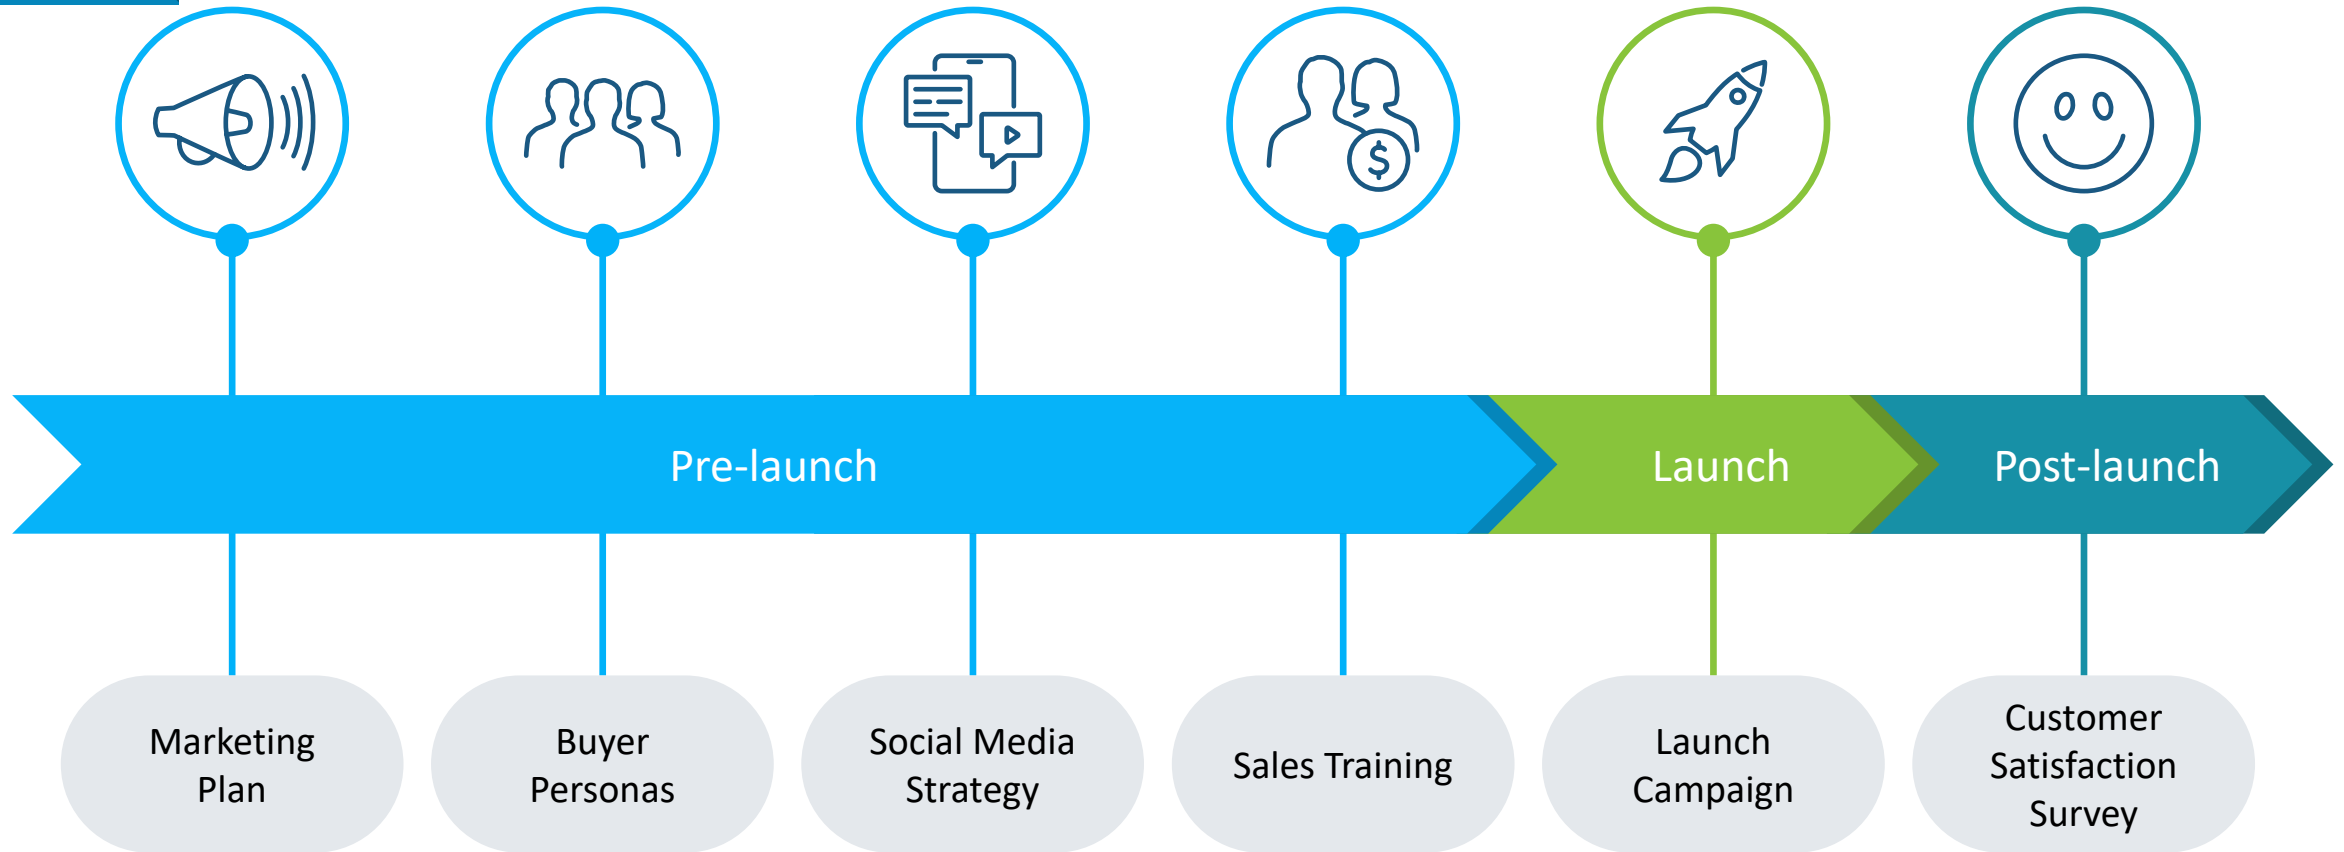 $
Pre-launch
Launch
Post-launch
Marketing
Plan
Buyer
Personas
Social Media
Strategy
Sales Training
Launch
Campaign
Customer
Satisfaction
Survey